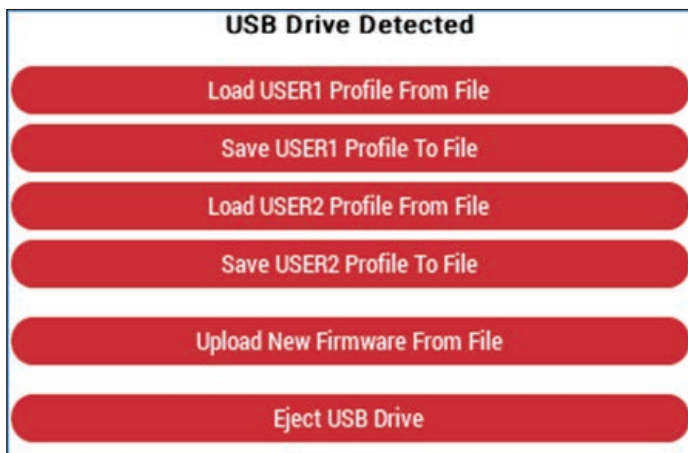 USB Drive Detected
Load USER1 Profile From File
Save USER1 Profile To File
Load USER2 Profile From File
Save USER2 Profile To File
Upload New Firmware From File
Eject USB Drive